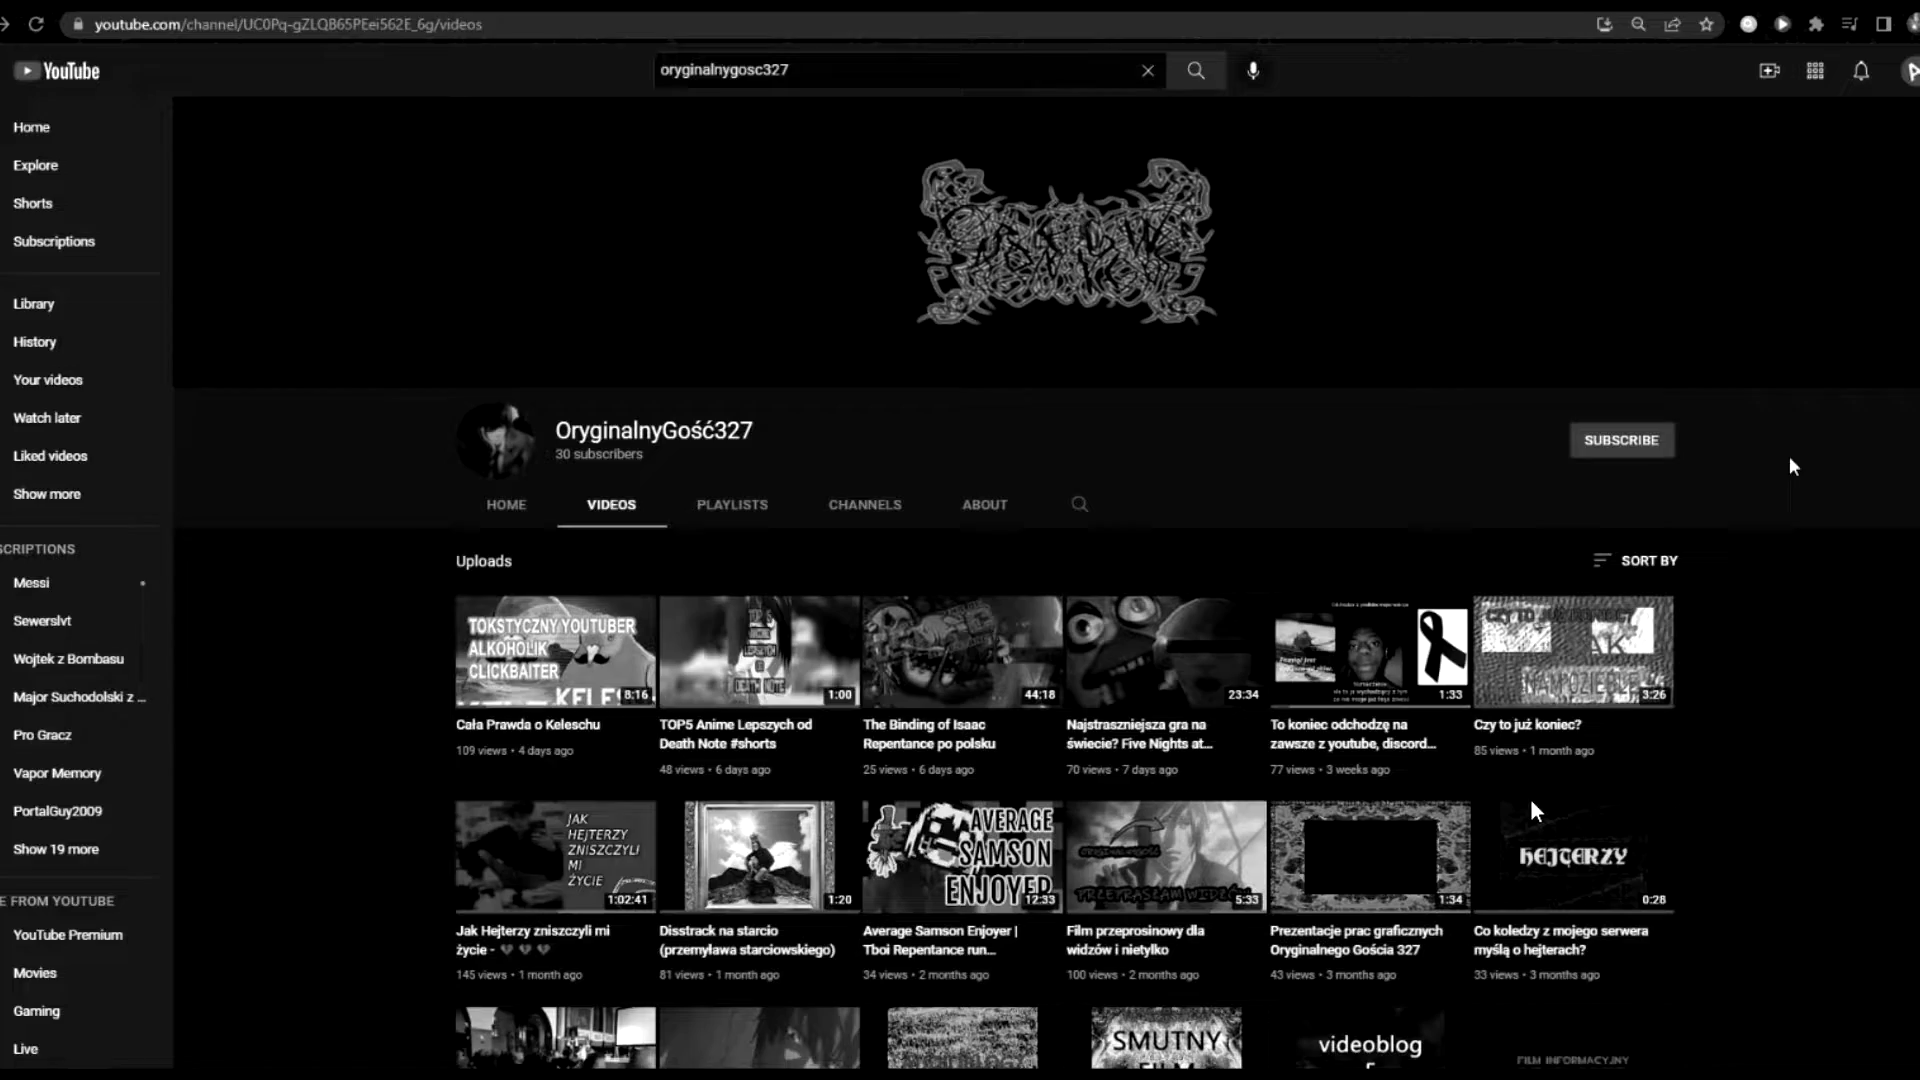 youtube.com/channel/UC0Pq-gZLQB65PEei562E_6g/videos
YouTube
oryginalnygosc327
Home
Explore
Shorts
Subscriptions
Library
History
Your videos
Watch later
Liked videos
Show more
SCRIPTIONS
Messi
Sewerslvt
Wojtek z Bombasu
Major Suchodolski z ...
Pro Gracz
Vapor Memory
PortalGuy2009
Show 19 more
E FROM YOUTUBE
YouTube Premium
Movies
Gaming
Live
OryginalnyGość327
30 subscribers
SUBSCRIBE
HOME
VIDEOS
PLAYLISTS
CHANNELS
ABOUT
Uploads
SORT BY
TOKSTYCZNY YOUTUBER
ALKOHOLIK
CLICKBAITER
KELES
8:16
Cała Prawda o Keleschu
109 views • 4 days ago
1:00
TOP5 Anime Lepszych od
Death Note #shorts
48 views • 6 days ago
44:18
The Binding of Isaac
Repentance po polsku
25 views • 6 days ago
23:34
Najstraszniejsza gra na
świecie? Five Nights at...
70 views • 7 days ago
1:33
To koniec odchodzę na
zawsze z youtube, discord...
77 views • 3 weeks ago
3:26
Czy to już koniec?
85 views • 1 month ago
JAK
HEJTERZY
ZNISZCZYLI
MI
ŻYCIE
1:02:41
Jak Hejterzy zniszczyli mi
życie - 💔 💔 💔
145 views • 1 month ago
1:20
Disstrack na starcio
(przemyława starciowskiego)
81 views • 1 month ago
AVERAGE
SAMSON
ENJOYER
12:33
Average Samson Enjoyer |
Tboi Repentance run...
34 views • 2 months ago
PRZEPRASZAM WIDZÓW
5:33
Film przeprosinowy dla
widzów i nietylko
100 views • 2 months ago
1:34
Prezentacje prac graficznych
Oryginalnego Gościa 327
43 views • 3 months ago
HEJTERZY
0:28
Co koledzy z mojego serwera
myślą o hejterach?
33 views • 3 months ago
SMUTNY
videoblog
FILM INFORMACYJNY